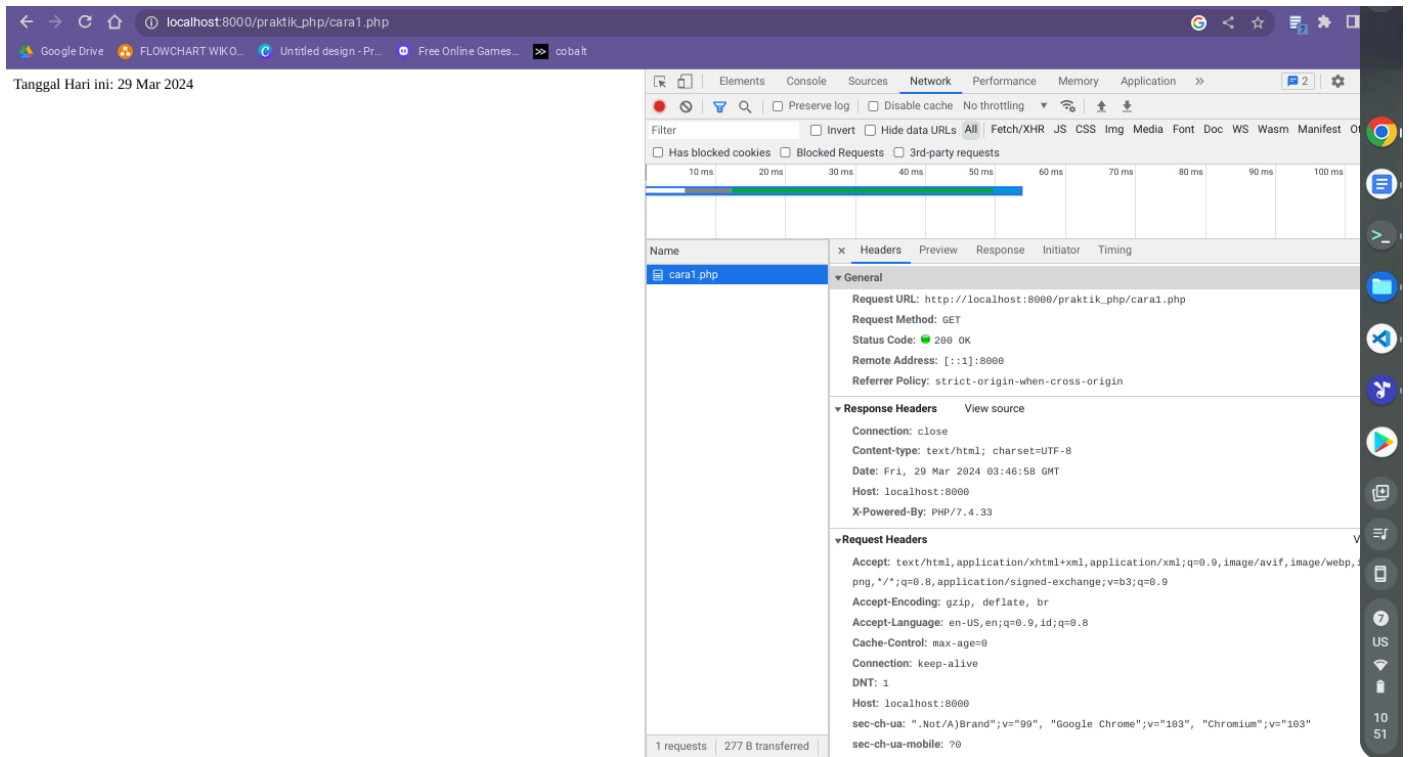 localhost:8000/praktik_php/cara1.php
7
Google Drive FLOWCHART WIKO... Untitled design - Pr... Free Online Games... cobalt
Tanggal Hari ini: 29 Mar 2024
Elements Console Sources Network Performance Memory Application 2
Preserve log Disable cache No throttling
Filter Invert Hide data URLs All Fetch/XHR JS CSS Img Media Font Doc WS Wasm Manifest
Has blocked cookies Blocked Requests 3rd-party requests
10 ms 20 ms 30 ms 40 ms 50 ms 60 ms 70 ms 80 ms 90 ms 100 ms
Name
cara1.php
1 requests 277 B transferred
Headers Preview Response Initiator Timing
General
Request URL: http://localhost:8000/praktik_php/cara1.php
Request Method: GET
Status Code: 200 OK
Remote Address: [::1]:8000
Referrer Policy: strict-origin-when-cross-origin
Response Headers View source
Connection: close
Content-type: text/html; charset=UTF-8
Date: Fri, 29 Mar 2024 03:46:58 GMT
Host: localhost:8000
X-Powered-By: PHP/7.4.33
Request Headers
Accept: text/html,application/xhtml+xml,application/xml;q=0.9,image/avif,image/webp,i
png,*/*;q=0.8,application/signed-exchange;v=b3;q=0.9
Accept-Encoding: gzip, deflate, br
Accept-Language: en-US,en;q=0.9,id;q=0.8
Cache-Control: max-age=0
Connection: keep-alive
DNT: 1
Host: localhost:8000
sec-ch-ua: ".Not/A)Brand";v="99", "Google Chrome";v="103", "Chromium";v="103"
sec-ch-ua-mobile: ?0
7
US
10
51